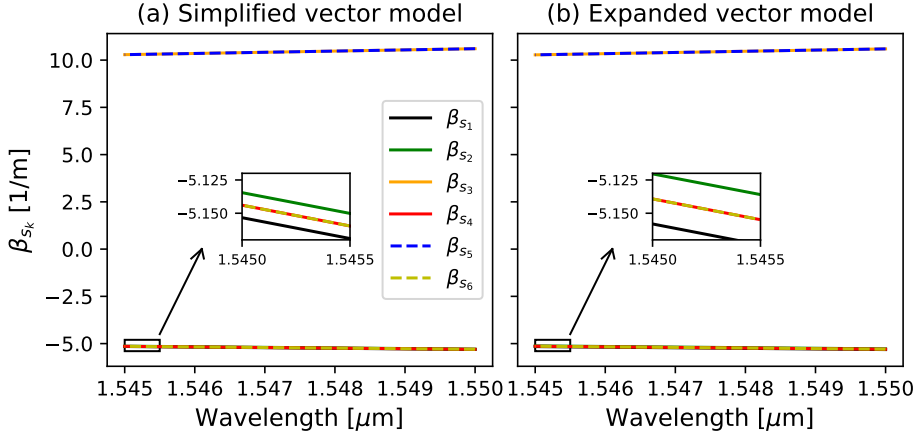 (a) Simplified vector model
(b) Expanded vector model
β_{s_k} [1/m]
10.0
7.5
5.0
2.5
0.0
−2.5
−5.0
β_{s_1}
β_{s_2}
β_{s_3}
β_{s_4}
β_{s_5}
β_{s_6}
−5.125
−5.150
1.5450 1.5455
−5.125
−5.150
1.5450 1.5455
1.545 1.546 1.547 1.548 1.549 1.550
1.545 1.546 1.547 1.548 1.549 1.550
Wavelength [μm]
Wavelength [μm]